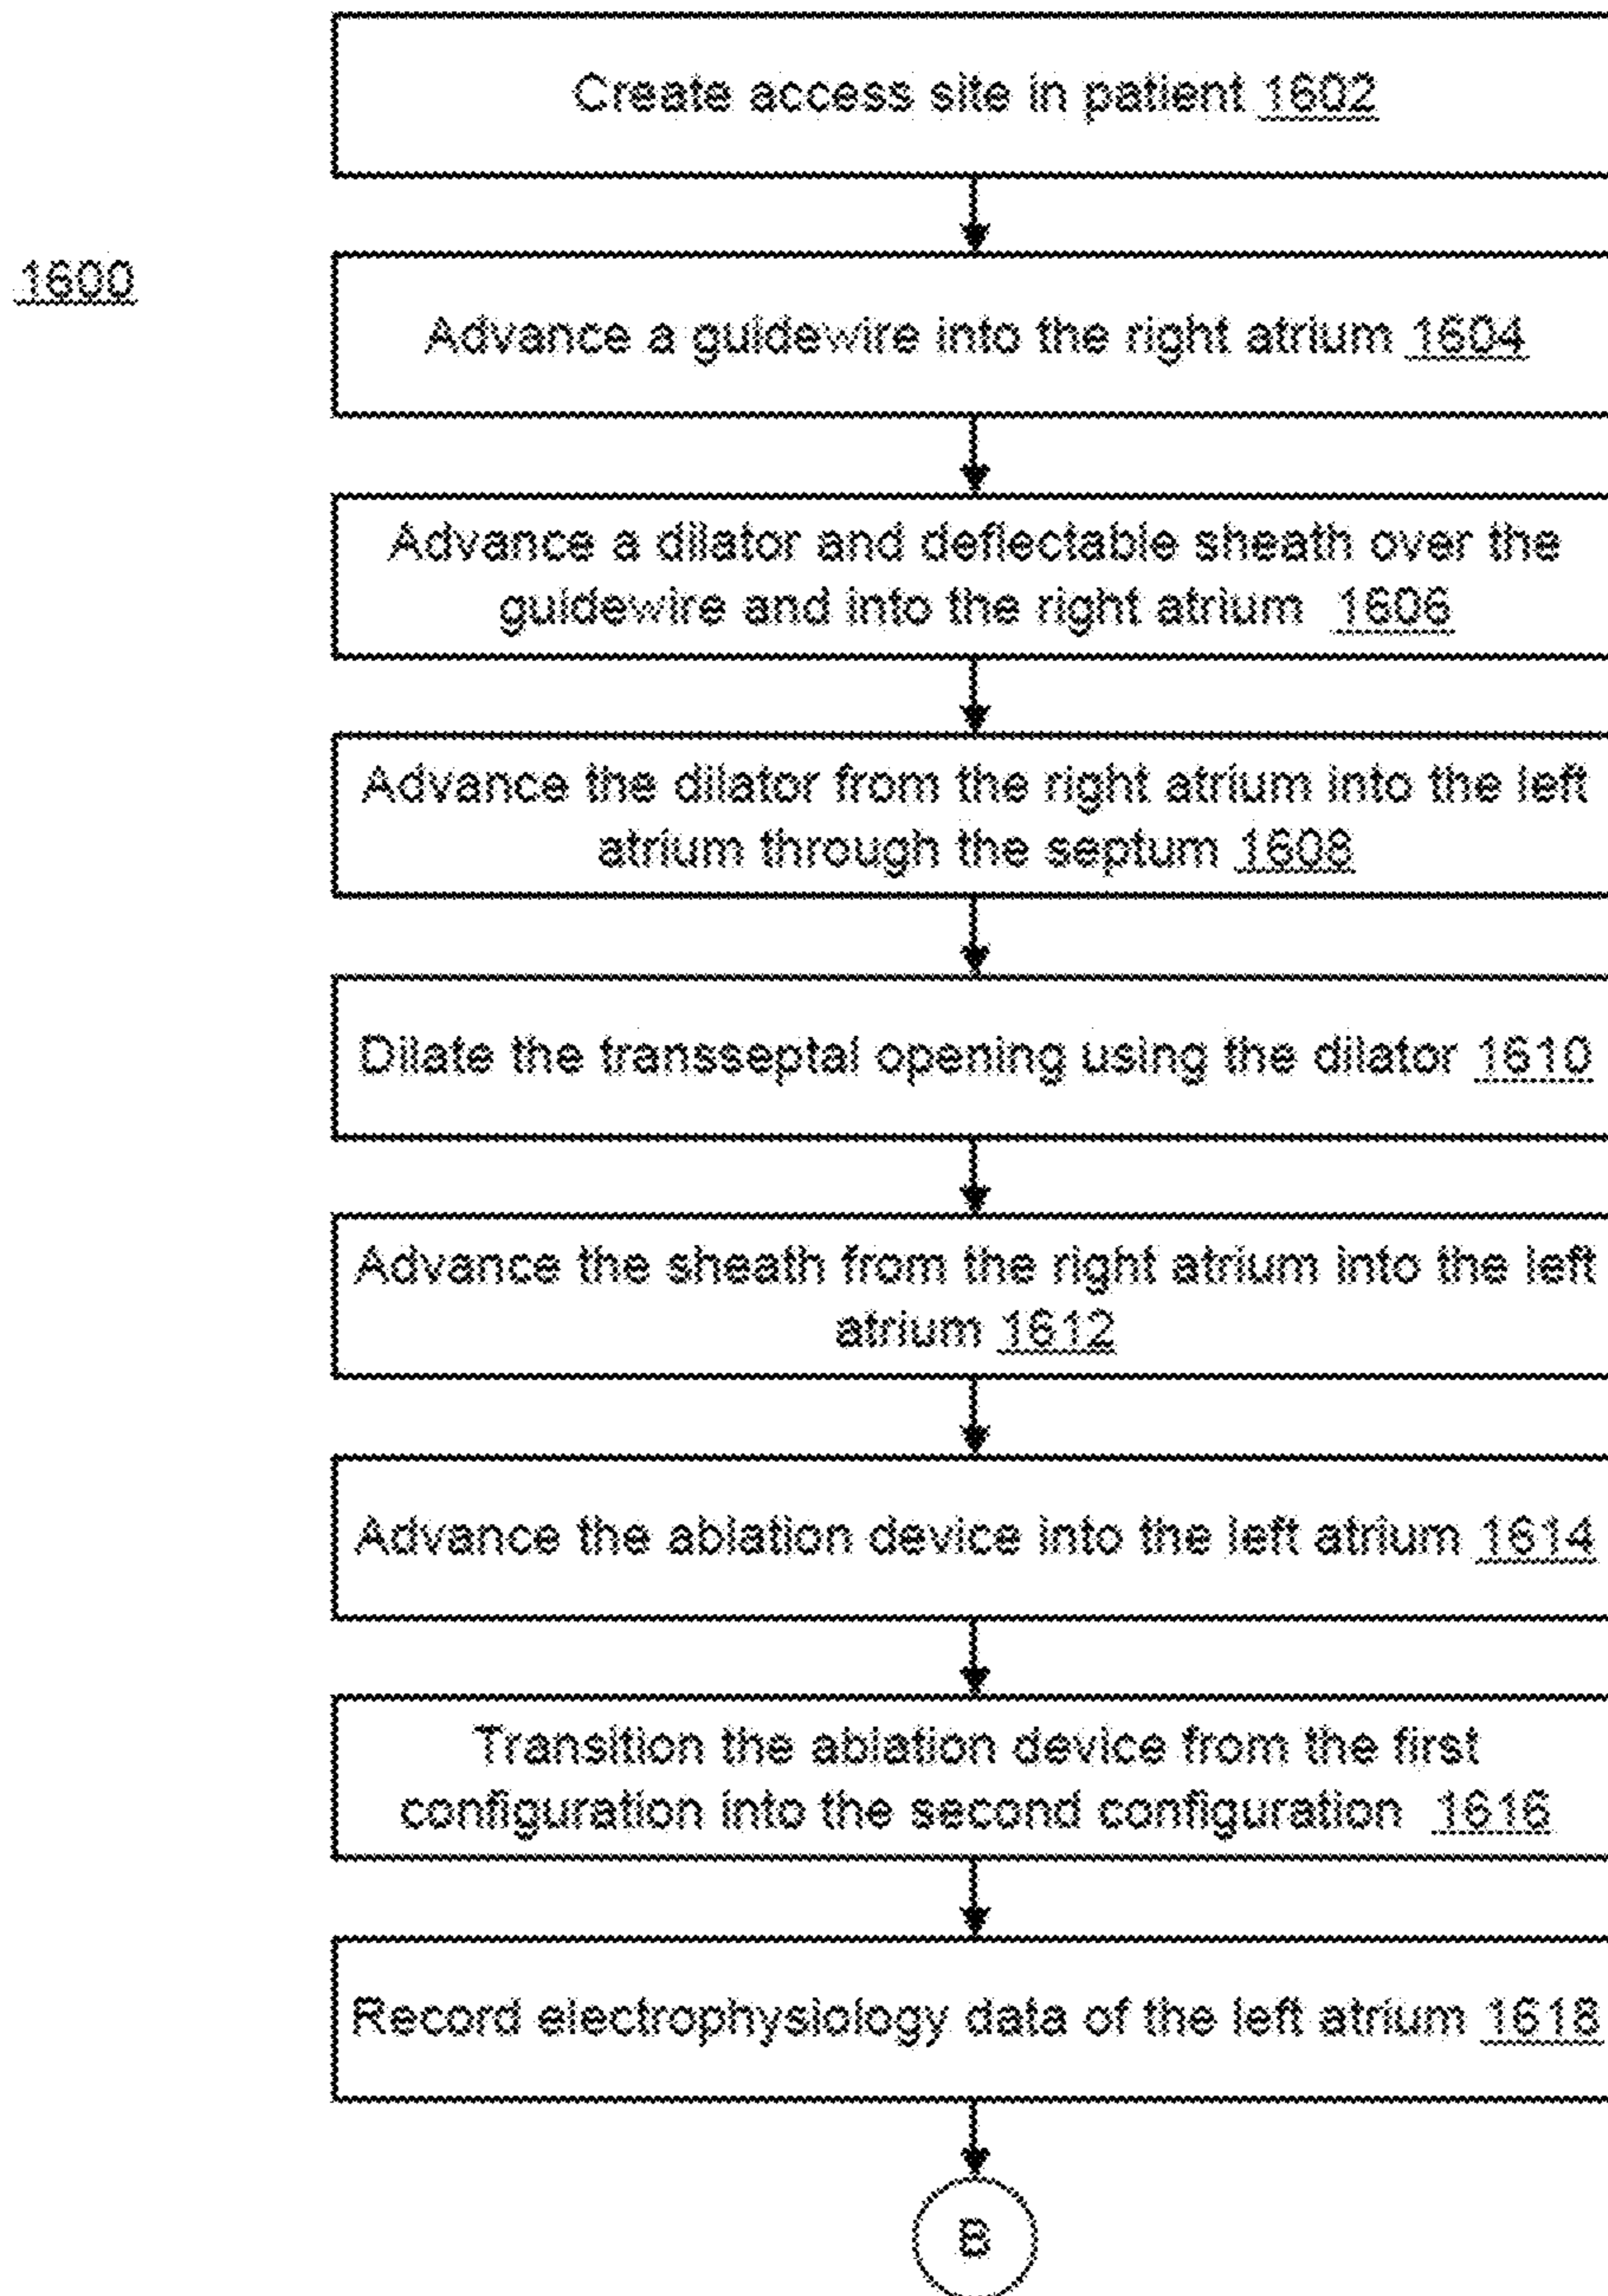 Create access site in patient 1602
1600
Advance a guidewire into the right atrium 1604
Advance a dilator and deflectable sheath over the
guidewire and into the right atrium 1606
Advance the dilator from the right atrium into the left
atrium through the septum 1608
Dilate the transseptal opening using the dilator 1610
Advance the sheath from the right atrium into the left
atrium 1612
Advance the ablation device into the left atrium 1614
Transition the ablation device from the first
configuration into the second configuration 1616
Record electrophysiology data of the left atrium 1618
B